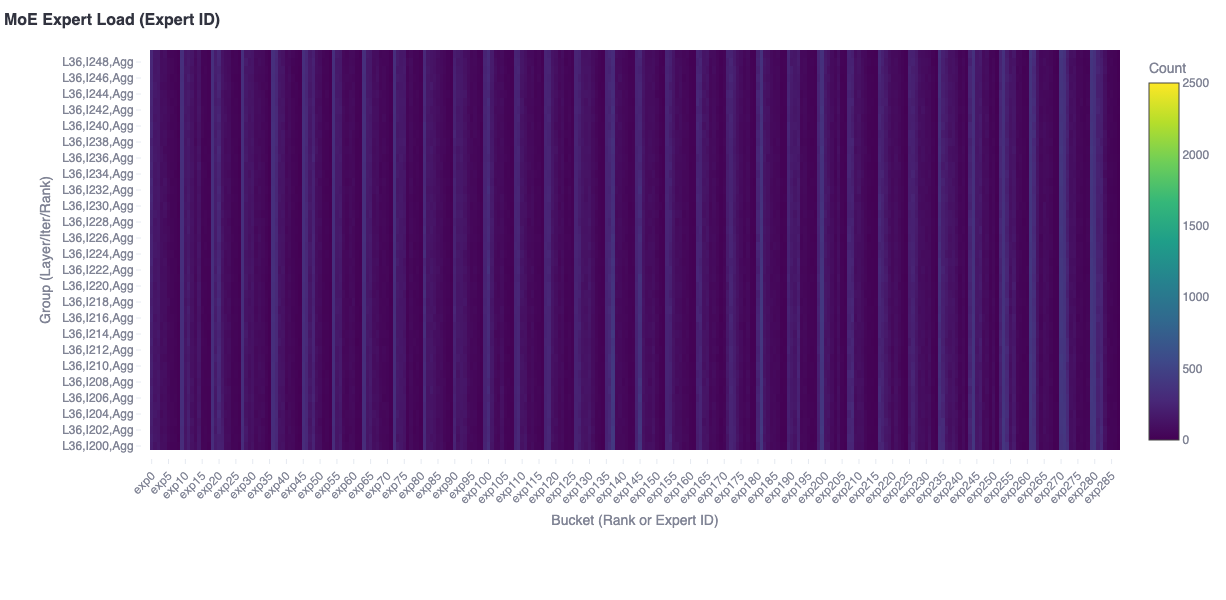 MoE Expert Load (Expert ID)
Count
2500
2000
1500
1000
500
0
Group (Layer/Iter/Rank)
L36,I248,Agg
L36,I246,Agg
L36,I244,Agg
L36,I242,Agg
L36,I240,Agg
L36,I238,Agg
L36,I236,Agg
L36,I234,Agg
L36,I232,Agg
L36,I230,Agg
L36,I228,Agg
L36,I226,Agg
L36,I224,Agg
L36,I222,Agg
L36,I220,Agg
L36,I218,Agg
L36,I216,Agg
L36,I214,Agg
L36,I212,Agg
L36,I210,Agg
L36,I208,Agg
L36,I206,Agg
L36,I204,Agg
L36,I202,Agg
L36,I200,Agg
exp0
exp5
exp10
exp15
exp20
exp25
exp30
exp35
exp40
exp45
exp50
exp55
exp60
exp65
exp70
exp75
exp80
exp85
exp90
exp95
exp100
exp105
exp110
exp115
exp120
exp125
exp130
exp135
exp140
exp145
exp150
exp155
exp160
exp165
exp170
exp175
exp180
exp185
exp190
exp195
exp200
exp205
exp210
exp215
exp220
exp225
exp230
exp235
exp240
exp245
exp250
exp255
exp260
exp265
exp270
exp275
exp280
exp285
Bucket (Rank or Expert ID)